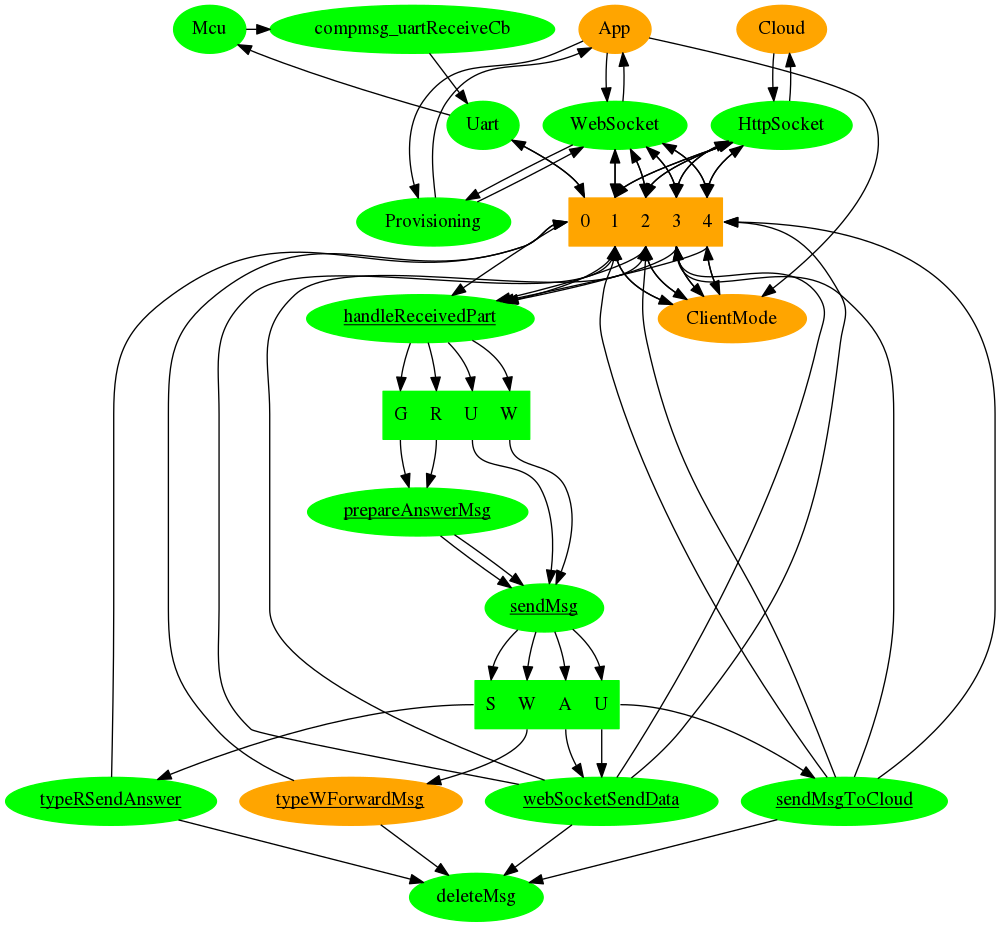 Mcu compmsg_uartReceiveCb App Cloud
Uart WebSocket HttpSocket
Provisioning 0 1 2 3 4
handleReceivedPart ClientMode
G R U W
prepareAnswerMsg
sendMsg
S W A U
typeRSendAnswer typeWForwardMsg webSocketSendData sendMsgToCloud
deleteMsg